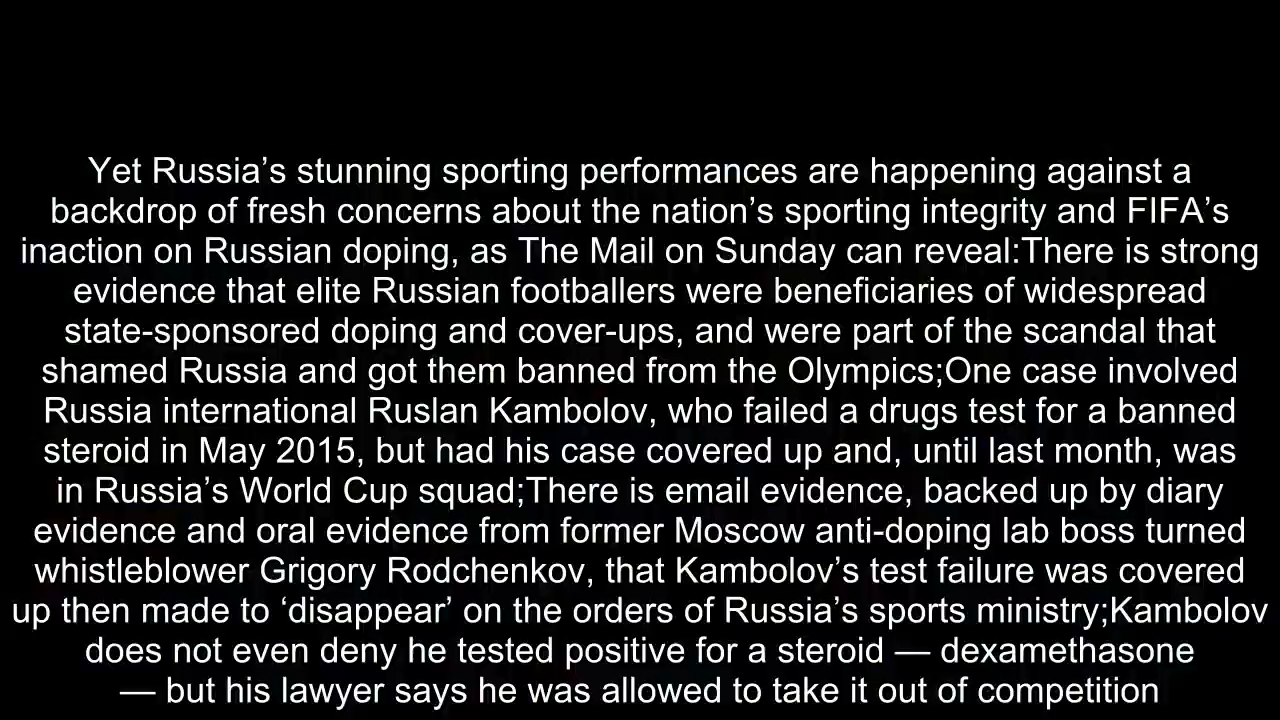 Yet Russia’s stunning sporting performances are happening against a
backdrop of fresh concerns about the nation’s sporting integrity and FIFA’s
inaction on Russian doping, as The Mail on Sunday can reveal:There is strong
evidence that elite Russian footballers were beneficiaries of widespread
state-sponsored doping and cover-ups, and were part of the scandal that
shamed Russia and got them banned from the Olympics;One case involved
Russia international Ruslan Kambolov, who failed a drugs test for a banned
steroid in May 2015, but had his case covered up and, until last month, was
in Russia’s World Cup squad;There is email evidence, backed up by diary
evidence and oral evidence from former Moscow anti-doping lab boss turned
whistleblower Grigory Rodchenkov, that Kambolov’s test failure was covered
up then made to ‘disappear’ on the orders of Russia’s sports ministry;Kambolov
does not even deny he tested positive for a steroid — dexamethasone
— but his lawyer says he was allowed to take it out of competition